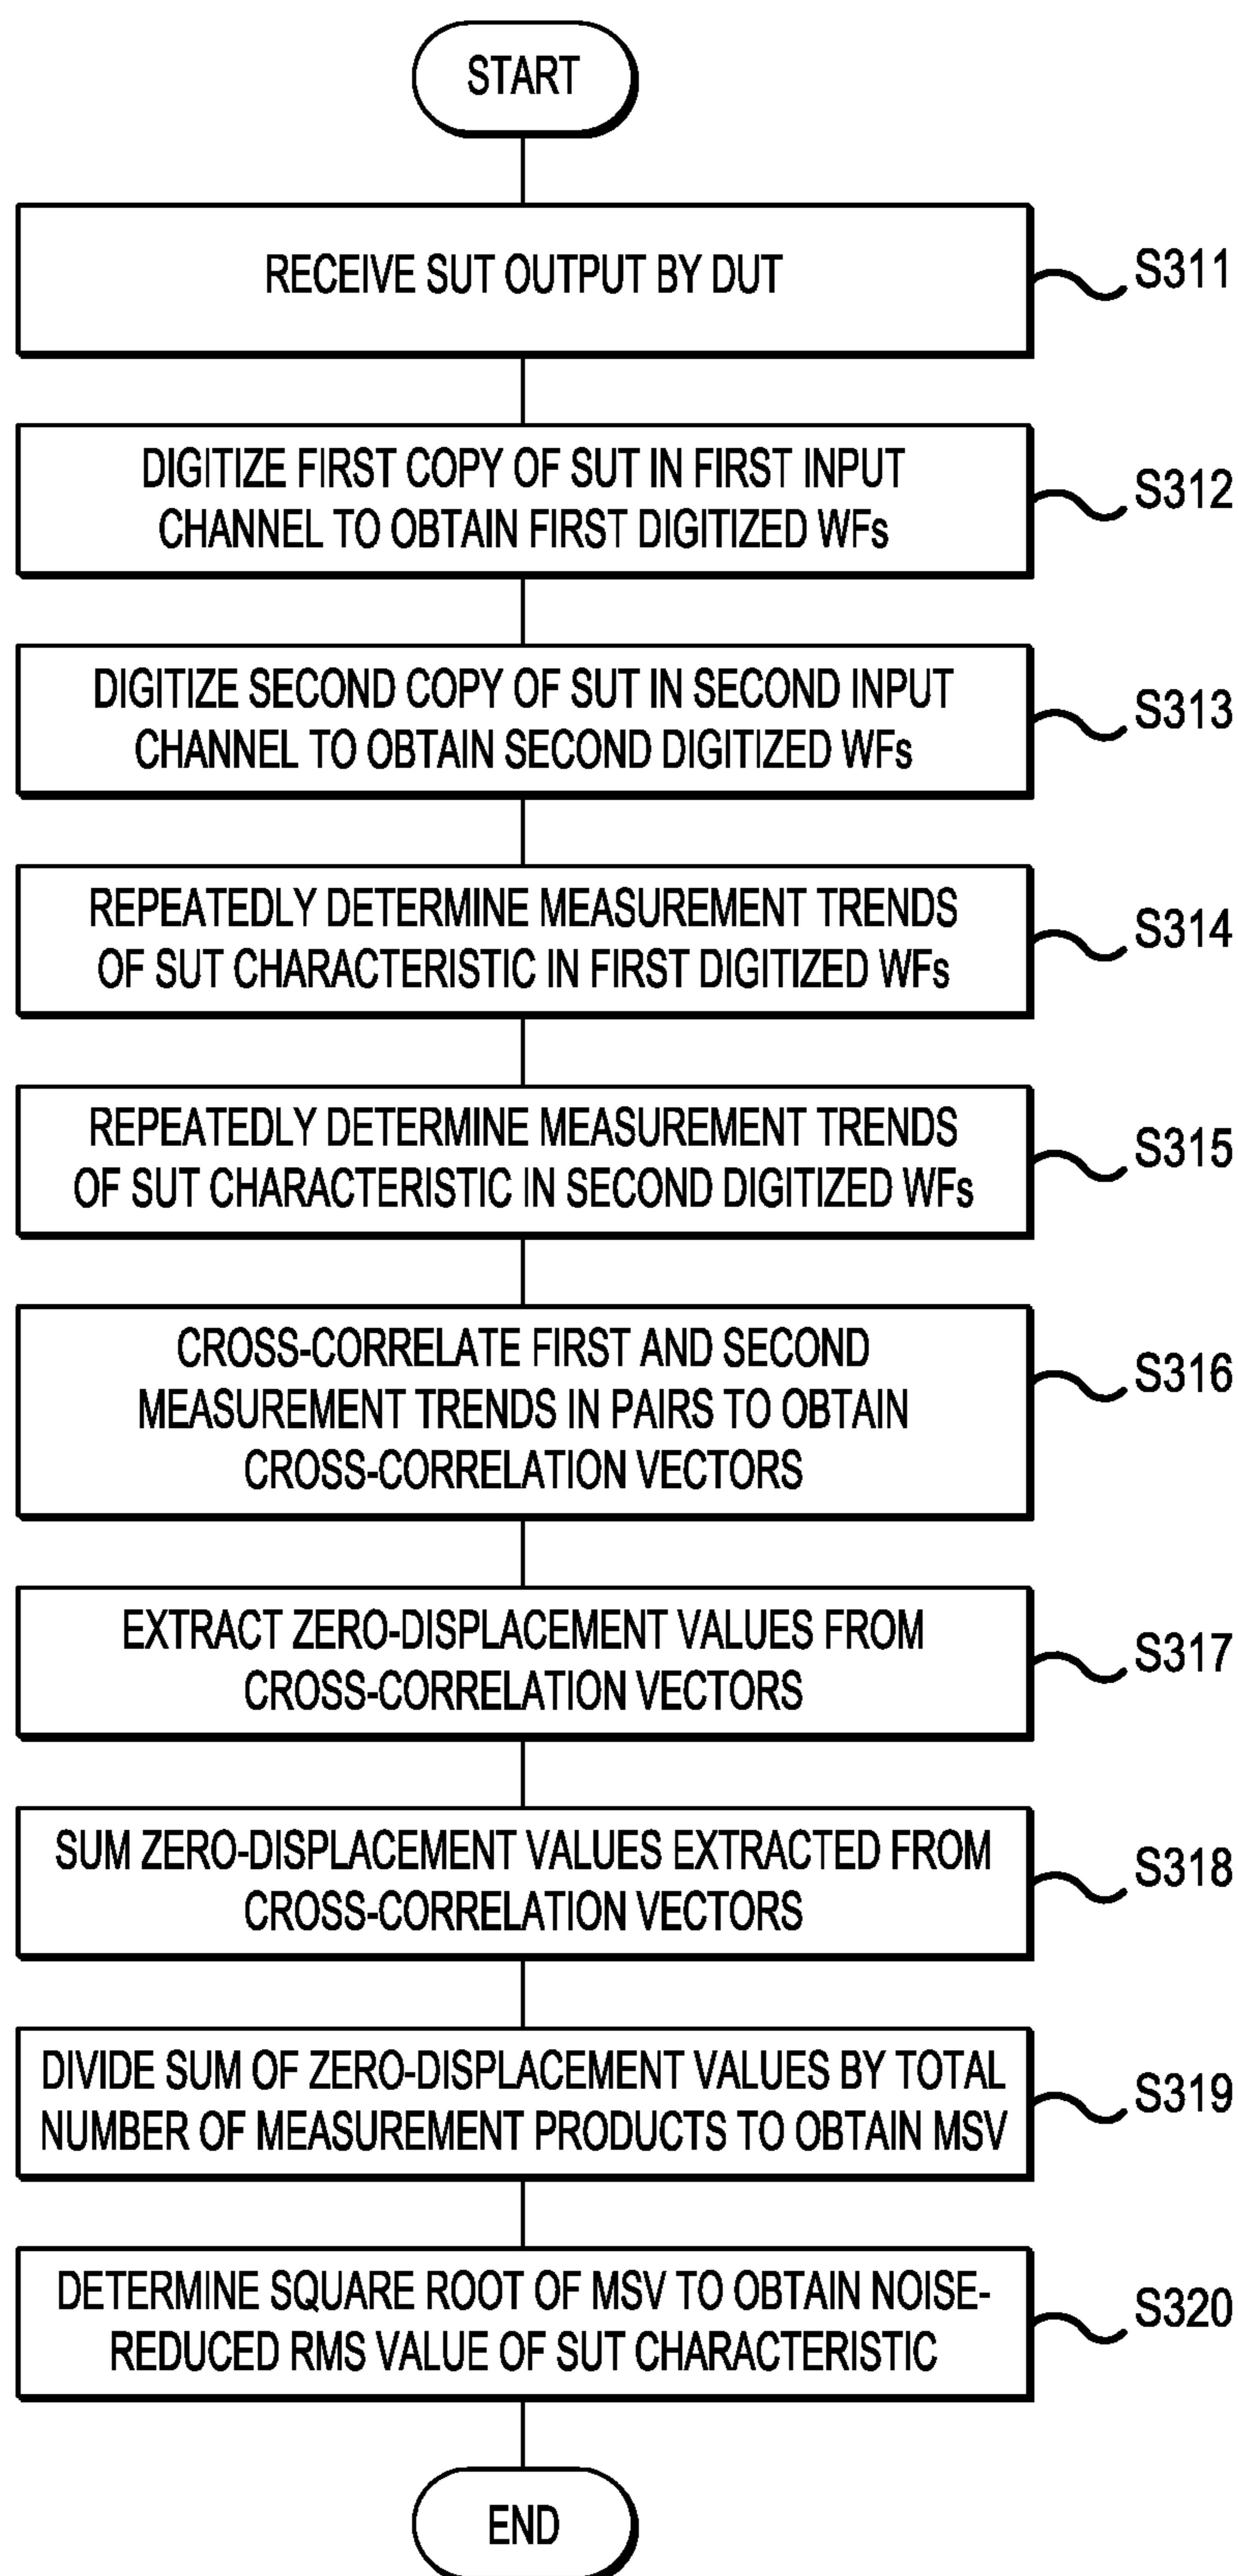 START
RECEIVE SUT OUTPUT BY DUT
S311
DIGITIZE FIRST COPY OF SUT IN FIRST INPUT
CHANNEL TO OBTAIN FIRST DIGITIZED WFs
S312
DIGITIZE SECOND COPY OF SUT IN SECOND INPUT
CHANNEL TO OBTAIN SECOND DIGITIZED WFs
S313
REPEATEDLY DETERMINE MEASUREMENT TRENDS
OF SUT CHARACTERISTIC IN FIRST DIGITIZED WFs
S314
REPEATEDLY DETERMINE MEASUREMENT TRENDS
OF SUT CHARACTERISTIC IN SECOND DIGITIZED WFs
S315
CROSS-CORRELATE FIRST AND SECOND
MEASUREMENT TRENDS IN PAIRS TO OBTAIN
CROSS-CORRELATION VECTORS
S316
EXTRACT ZERO-DISPLACEMENT VALUES FROM
CROSS-CORRELATION VECTORS
S317
SUM ZERO-DISPLACEMENT VALUES EXTRACTED FROM
CROSS-CORRELATION VECTORS
S318
DIVIDE SUM OF ZERO-DISPLACEMENT VALUES BY TOTAL
NUMBER OF MEASUREMENT PRODUCTS TO OBTAIN MSV
S319
DETERMINE SQUARE ROOT OF MSV TO OBTAIN NOISE-
REDUCED RMS VALUE OF SUT CHARACTERISTIC
S320
END